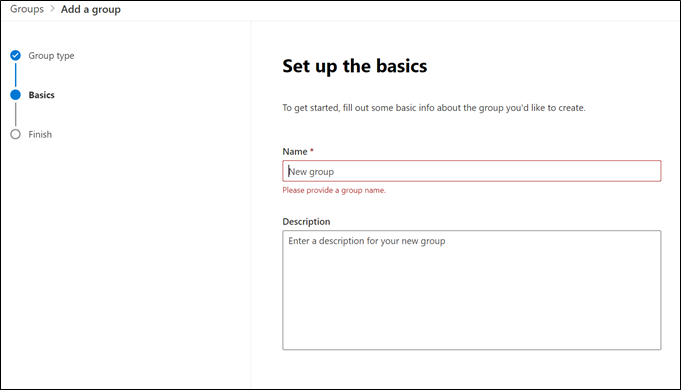 Groups > Add a group
Group type
Basics
Finish
Set up the basics
To get started, fill out some basic info about the group you'd like to create.
Name *
New group
Please provide a group name.
Description
Enter a description for your new group